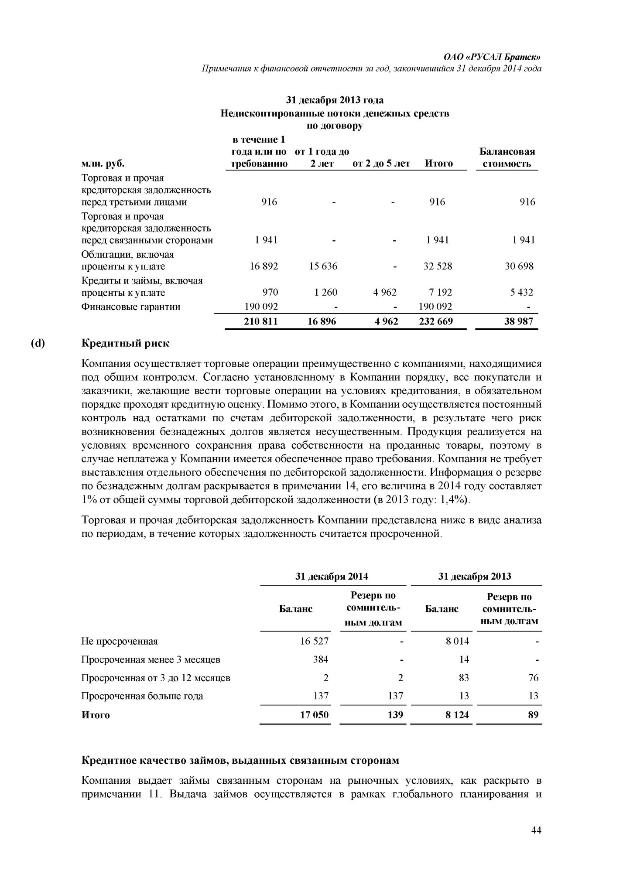 ОАО «РУСАЛ Братск»
Примечания к финансовой отчетности за год, закончившийся 31 декабря 2014 года
31 декабря 2013 года
Недисконтированные потоки денежных средств
по договору
млн. руб. в течение 1 года или по требованию от 1 года до 2 лет от 2 до 5 лет Итого Балансовая стоимость
Торговая и прочая
кредиторская задолженность
перед третьими лицами 916 - - 916 916
Торговая и прочая
кредиторская задолженность
перед связанными сторонами 1 941 - - 1 941 1 941
Облигации, включая
проценты к уплате 16 892 15 636 - 32 528 30 698
Кредиты и займы, включая
проценты к уплате 970 1 260 4 962 7 192 5 432
Финансовые гарантии 190 092 - - 190 092 -
210 811 16 896 4 962 232 669 38 987
(d) Кредитный риск
Компания осуществляет торговые операции преимущественно с компаниями, находящимися
под общим контролем. Согласно установленному в Компании порядку, все покупатели и
заказчики, желающие вести торговые операции на условиях кредитования, в обязательном
порядке проходят кредитную оценку. Помимо этого, в Компании осуществляется постоянный
контроль над остатками по счетам дебиторской задолженности, в результате чего риск
возникновения безнадежных долгов является несущественным. Продукция реализуется на
условиях временного сохранения права собственности на проданные товары, поэтому в
случае неплатежа у Компании имеется обеспеченное право требования. Компания не требует
выставления отдельного обеспечения по дебиторской задолженности. Информация о резерве
по безнадежным долгам раскрывается в примечании 14, его величина в 2014 году составляет
1% от общей суммы торговой дебиторской задолженности (в 2013 году: 1,4%).
Торговая и прочая дебиторская задолженность Компании представлена ниже в виде анализа
по периодам, в течение которых задолженность считается просроченной.
31 декабря 2014 31 декабря 2013
Баланс Резерв по сомнитель-ным долгам Баланс Резерв по сомнитель-ным долгам
Не просроченная 16 527 - 8 014 -
Просроченная менее 3 месяцев 384 - 14 -
Просроченная от 3 до 12 месяцев 2 2 83 76
Просроченная больше года 137 137 13 13
Итого 17 050 139 8 124 89
Кредитное качество займов, выданных связанным сторонам
Компания выдает займы связанным сторонам на рыночных условиях, как раскрыто в
примечании 11. Выдача займов осуществляется в рамках глобального планирования и
44